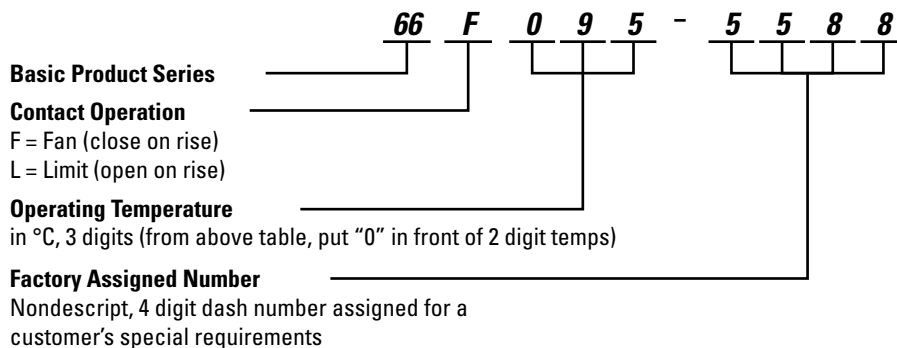 66 F 0 9 5 - 5 5 8 8
Basic Product Series
Contact Operation
F = Fan (close on rise)
L = Limit (open on rise)
Operating Temperature
in °C, 3 digits (from above table, put “0” in front of 2 digit temps)
Factory Assigned Number
Nondescript, 4 digit dash number assigned for a
customer’s special requirements